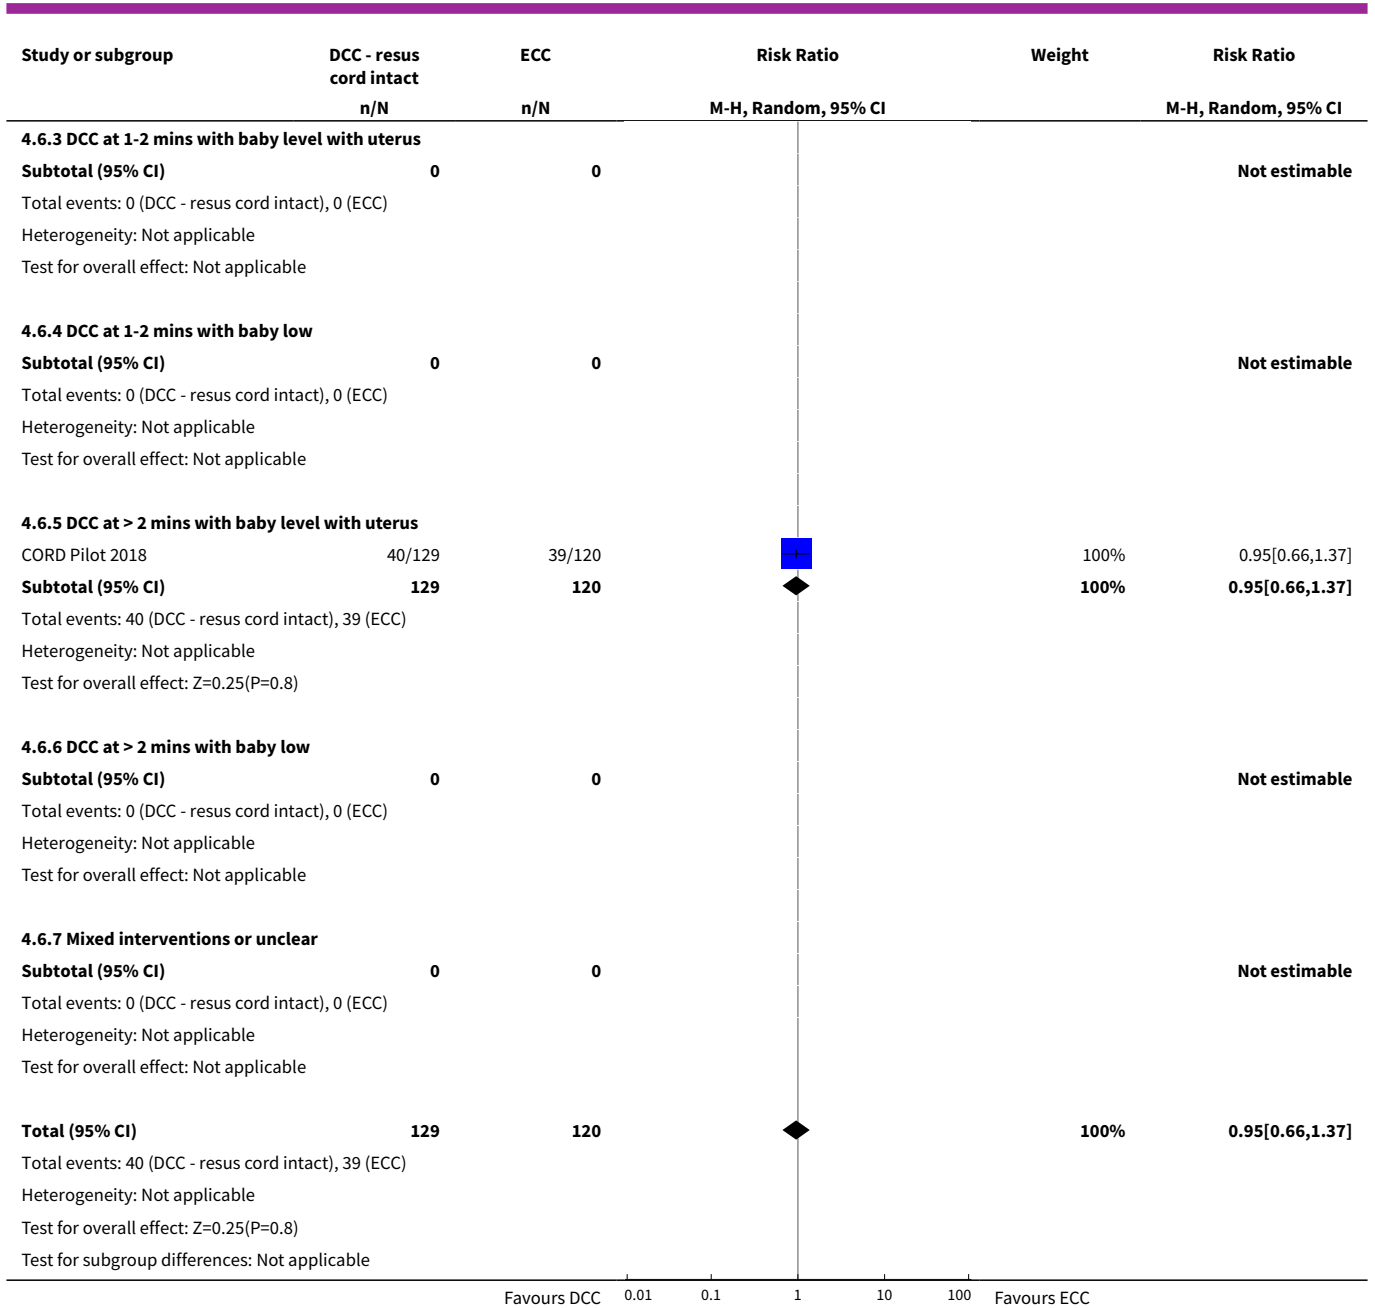 Study or subgroup DCC - resus cord intact ECC Risk Ratio Weight Risk Ratio
n/N n/N M-H, Random, 95% CI M-H, Random, 95% CI
4.6.3 DCC at 1-2 mins with baby level with uterus
Subtotal (95% CI) 0 0 Not estimable
Total events: 0 (DCC - resus cord intact), 0 (ECC)
Heterogeneity: Not applicable
Test for overall effect: Not applicable
4.6.4 DCC at 1-2 mins with baby low
Subtotal (95% CI) 0 0 Not estimable
Total events: 0 (DCC - resus cord intact), 0 (ECC)
Heterogeneity: Not applicable
Test for overall effect: Not applicable
4.6.5 DCC at > 2 mins with baby level with uterus
CORD Pilot 2018 40/129 39/120 100% 0.95[0.66,1.37]
Subtotal (95% CI) 129 120 100% 0.95[0.66,1.37]
Total events: 40 (DCC - resus cord intact), 39 (ECC)
Heterogeneity: Not applicable
Test for overall effect: Z=0.25(P=0.8)
4.6.6 DCC at > 2 mins with baby low
Subtotal (95% CI) 0 0 Not estimable
Total events: 0 (DCC - resus cord intact), 0 (ECC)
Heterogeneity: Not applicable
Test for overall effect: Not applicable
4.6.7 Mixed interventions or unclear
Subtotal (95% CI) 0 0 Not estimable
Total events: 0 (DCC - resus cord intact), 0 (ECC)
Heterogeneity: Not applicable
Test for overall effect: Not applicable
Total (95% CI) 129 120 100% 0.95[0.66,1.37]
Total events: 40 (DCC - resus cord intact), 39 (ECC)
Heterogeneity: Not applicable
Test for overall effect: Z=0.25(P=0.8)
Test for subgroup differences: Not applicable
Favours DCC 0.01 0.1 1 10 100 Favours ECC